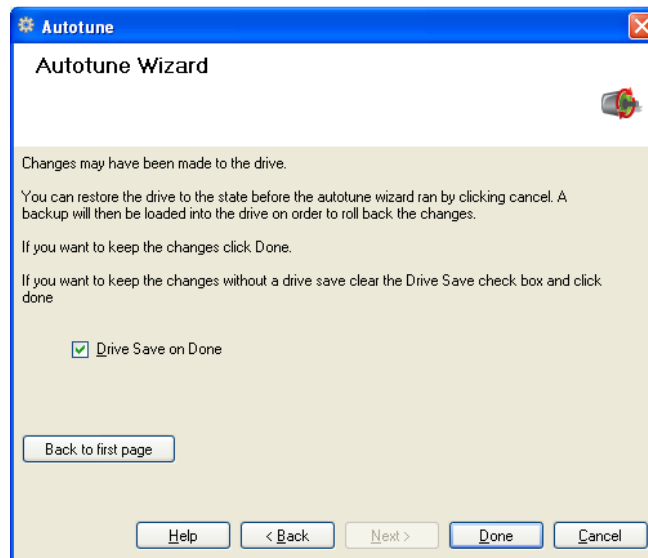 Autotune
Autotune Wizard
Changes may have been made to the drive.
You can restore the drive to the state before the autotune wizard ran by clicking cancel. A
backup will then be loaded into the drive on order to roll back the changes.
If you want to keep the changes click Done.
If you want to keep the changes without a drive save clear the Drive Save check box and click
done
Drive Save on Done
Back to first page
Help
< Back
Next >
Done
Cancel